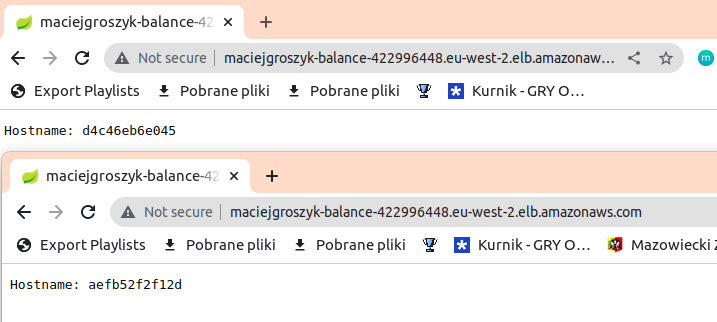 maciejgroszyk-balance-42
Not secure maciejgroszyk-balance-422996448.eu-west-2.elb.amazonaw… m
Export Playlists Pobrane pliki Pobrane pliki Kurnik - GRY O…
Hostname: d4c46eb6e045
maciejgroszyk-balance-42
Not secure maciejgroszyk-balance-422996448.eu-west-2.elb.amazonaws.com
Export Playlists Pobrane pliki Pobrane pliki Kurnik - GRY O… Mazowiecki
Hostname: aefb52f2f12d